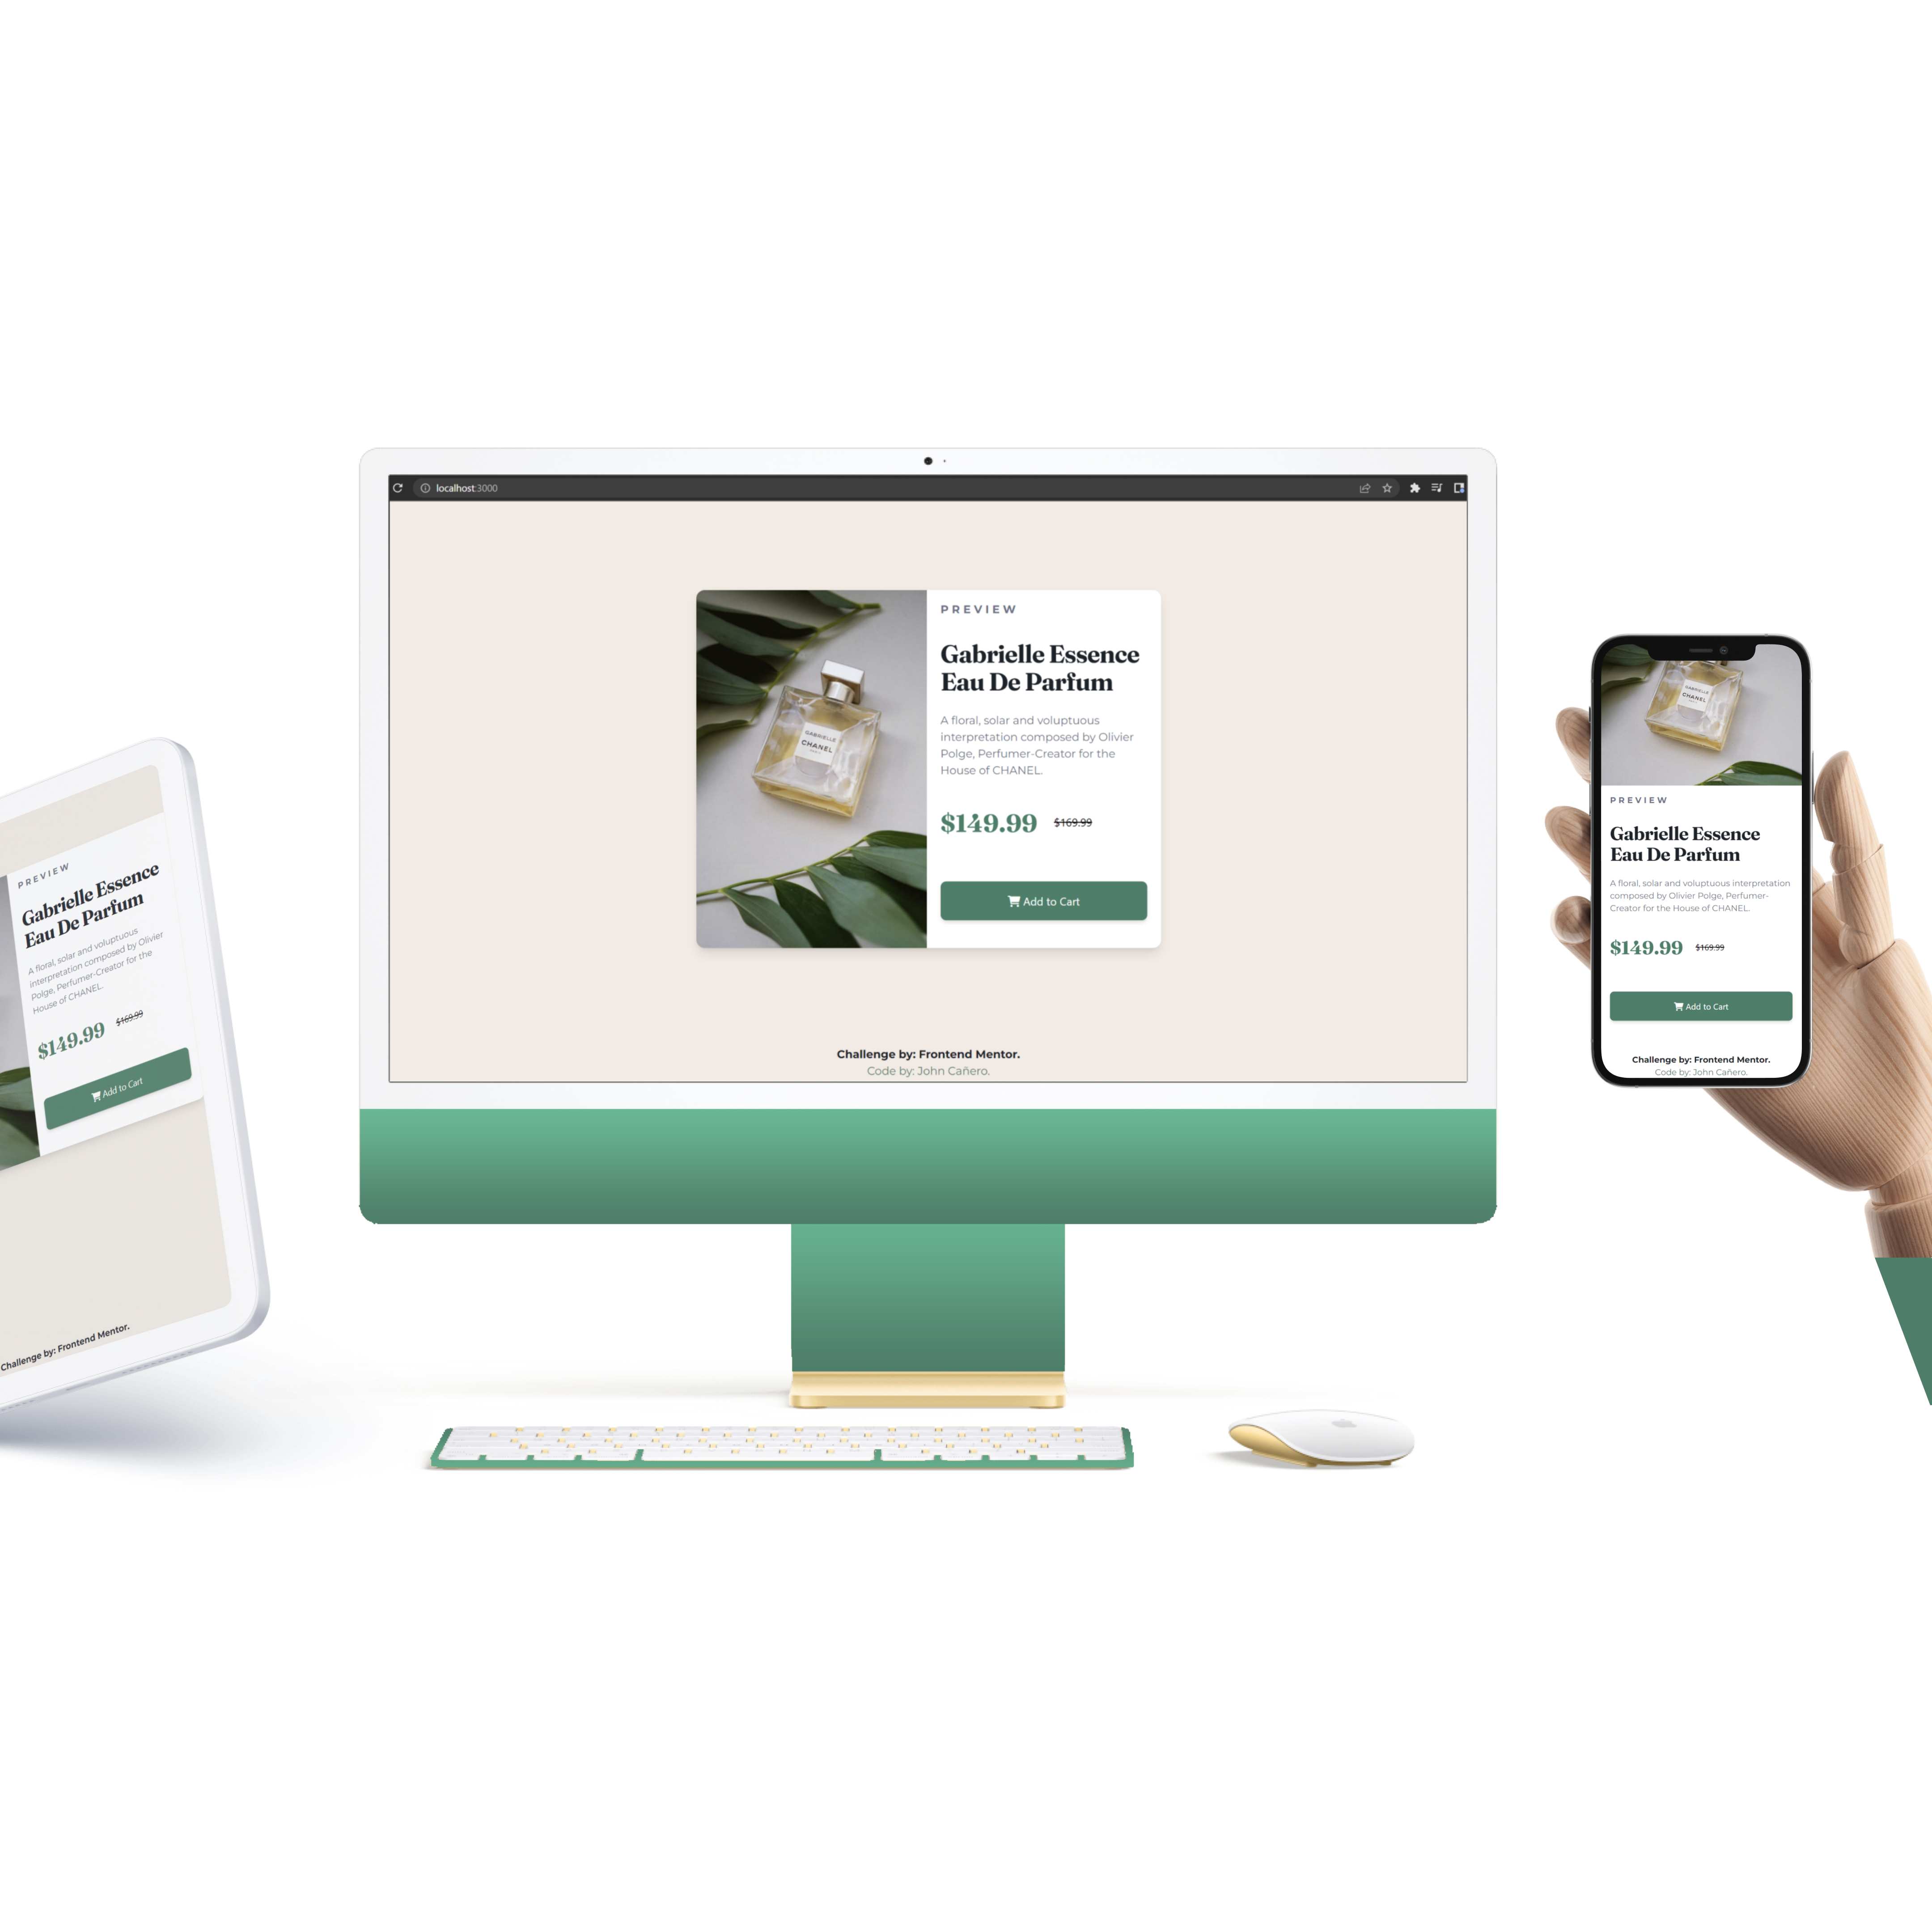 localhost:3000
GABRIELLE
CHANEL
PREVIEW
Gabrielle Essence
Eau De Parfum
A floral, solar and voluptuous
interpretation composed by Olivier
Polge, Perfumer-Creator for the
House of CHANEL.
$149.99 $169.99
Add to Cart
Challenge by: Frontend Mentor.
Code by: John Cañero.
PREVIEW
Gabrielle Essence
Eau De Parfum
A floral, solar and voluptuous
interpretation composed by Olivier
Polge, Perfumer-Creator for the
House of CHANEL.
$149.99 $169.99
Add to Cart
Challenge by: Frontend Mentor.
GABRIELLE
CHANEL
PREVIEW
Gabrielle Essence
Eau De Parfum
A floral, solar and voluptuous interpretation
composed by Olivier Polge, Perfumer-
Creator for the House of CHANEL.
$149.99 $169.99
Add to Cart
Challenge by: Frontend Mentor.
Code by: John Cañero.